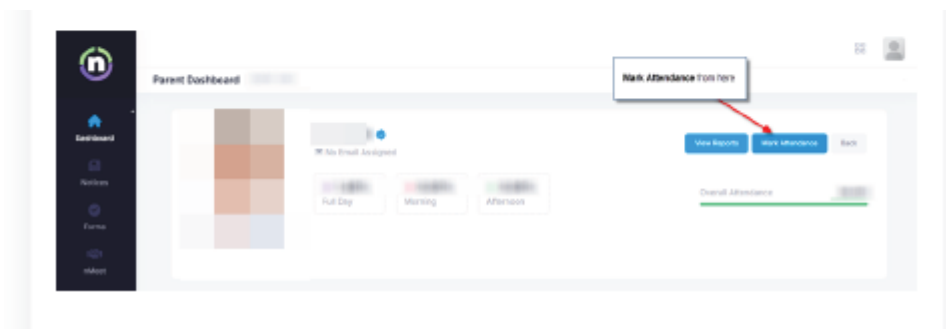 n
Parent Dashboard
Mark Attendance from here
Dashboard
Notices
Forms
nMeet
No Email Assigned
Full Day
Morning
Afternoon
View Reports
Mark Attendance
Back
Overall Attendance